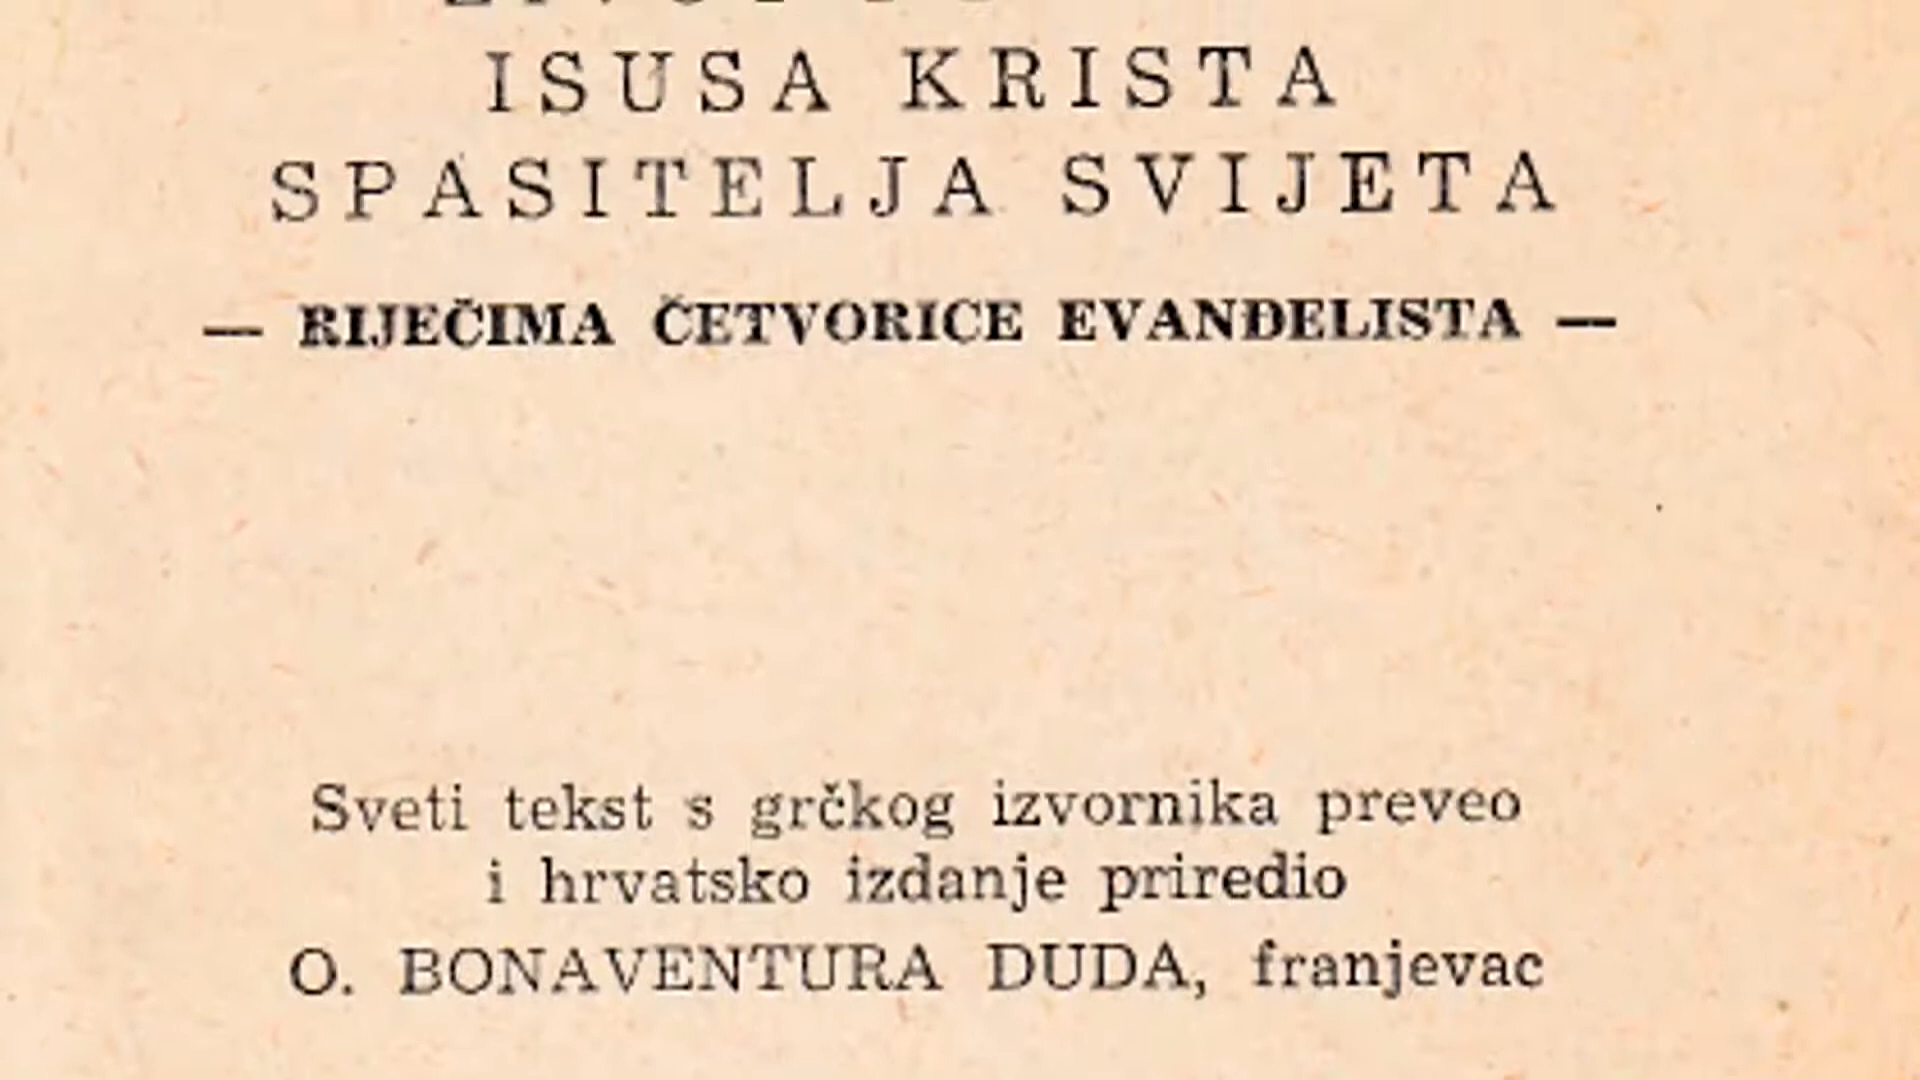 ISUSA KRISTA
SPASITELJA SVIJETA
— RIJEČIMA ČETVORICE EVANĐELISTA —
Sveti tekst s grčkog izvornika preveo
i hrvatsko izdanje priredio
O. BONAVENTURA DUDA, franjevac